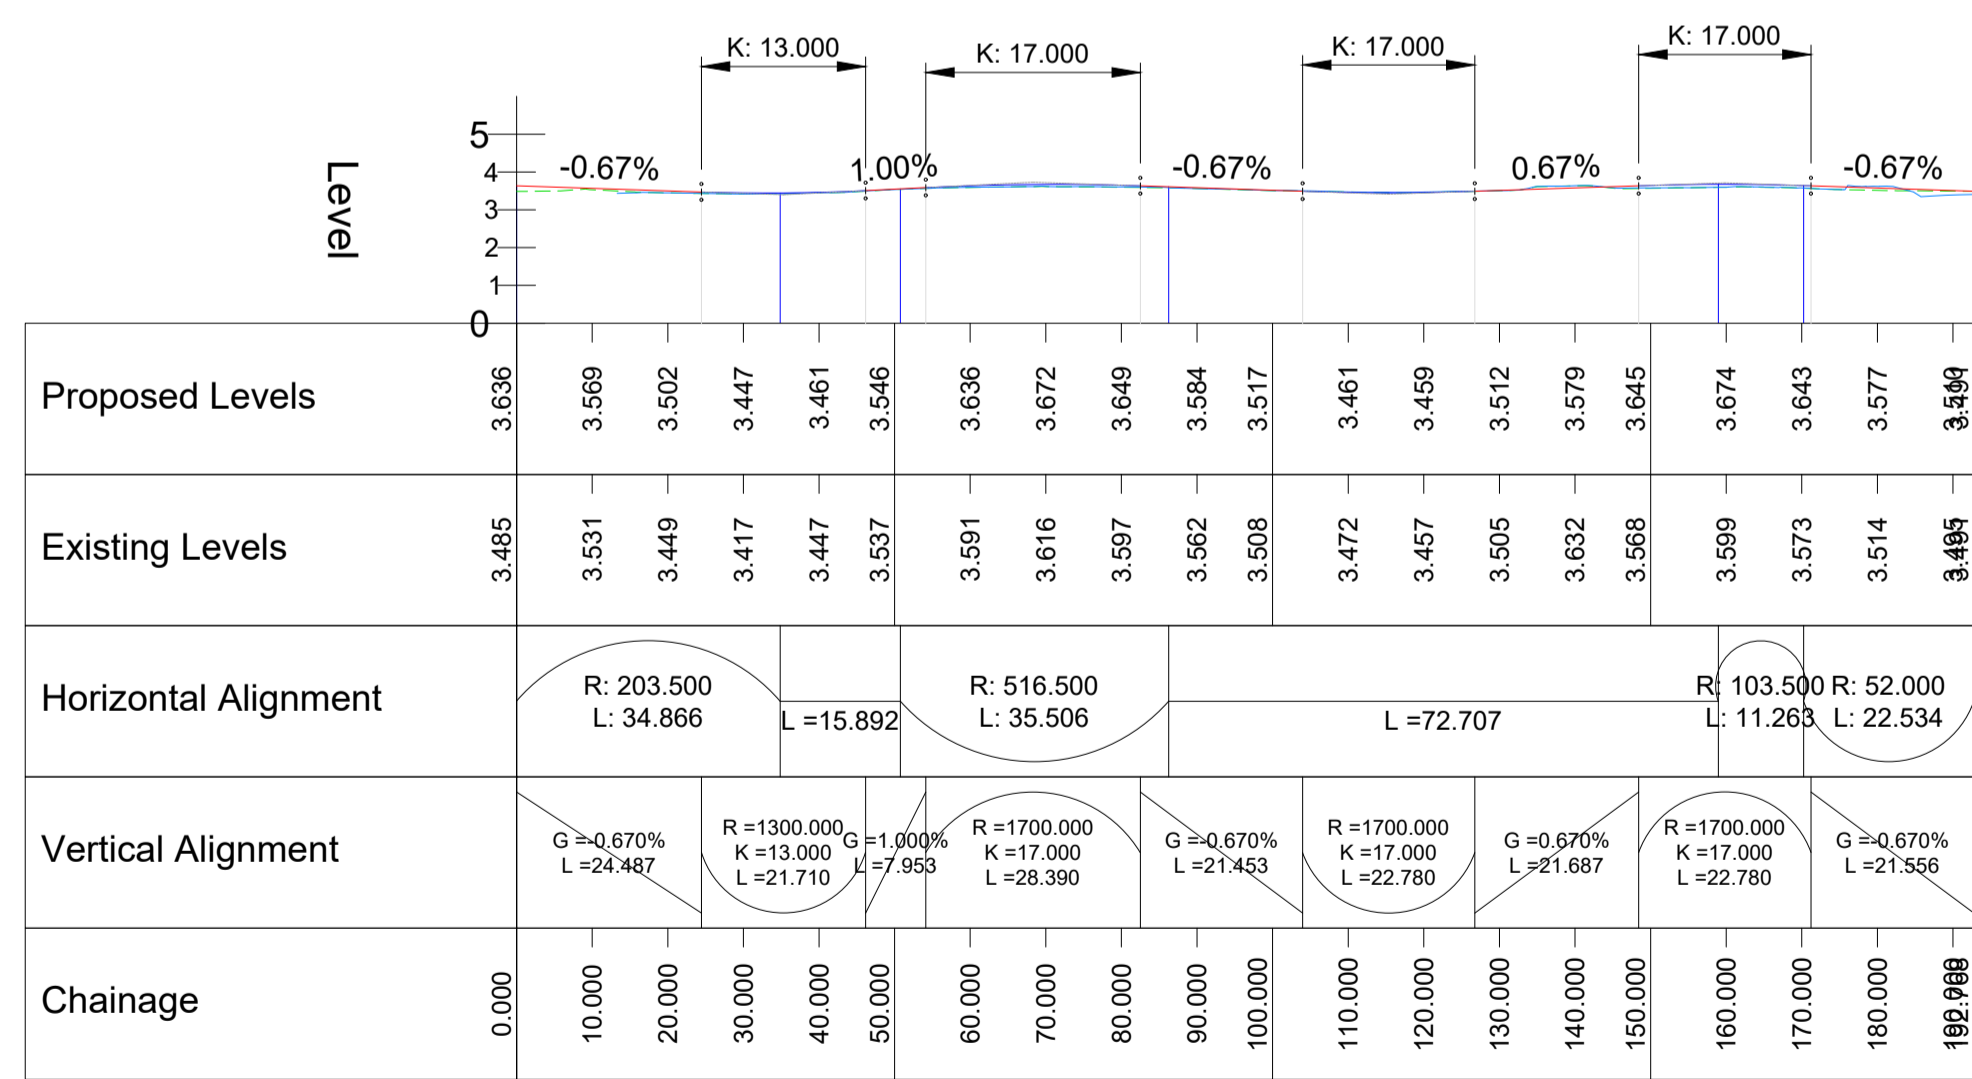 K: 13.000
K: 17.000
K: 17.000
K: 17.000
Level
5
4
3
2
1
0
-0.67%
1.00%
-0.67%
0.67%
-0.67%
Proposed Levels
3.636
3.569
3.502
3.447
3.461
3.546
3.636
3.672
3.649
3.584
3.517
3.461
3.459
3.512
3.579
3.645
3.674
3.643
3.577
3.510
3.491
Existing Levels
3.485
3.531
3.449
3.417
3.447
3.537
3.591
3.616
3.597
3.562
3.508
3.472
3.457
3.505
3.632
3.568
3.599
3.573
3.514
Horizontal Alignment
R: 203.500
L: 34.866
L =15.892
R: 516.500
L: 35.506
L =72.707
R: 103.500
L: 11.263
R: 52.000
L: 22.534
Vertical Alignment
G =-0.670%
L =24.487
R =1300.000
K =13.000
L =21.710
G =1.000%
L =7.953
R =1700.000
K =17.000
L =28.390
G =-0.670%
L =21.453
R =1700.000
K =17.000
L =22.780
G =0.670%
L =21.687
R =1700.000
K =17.000
L =22.780
G =-0.670%
L =21.556
Chainage
0.000
10.000
20.000
30.000
40.000
50.000
60.000
70.000
80.000
90.000
100.000
110.000
120.000
130.000
140.000
150.000
160.000
170.000
180.000
190.000